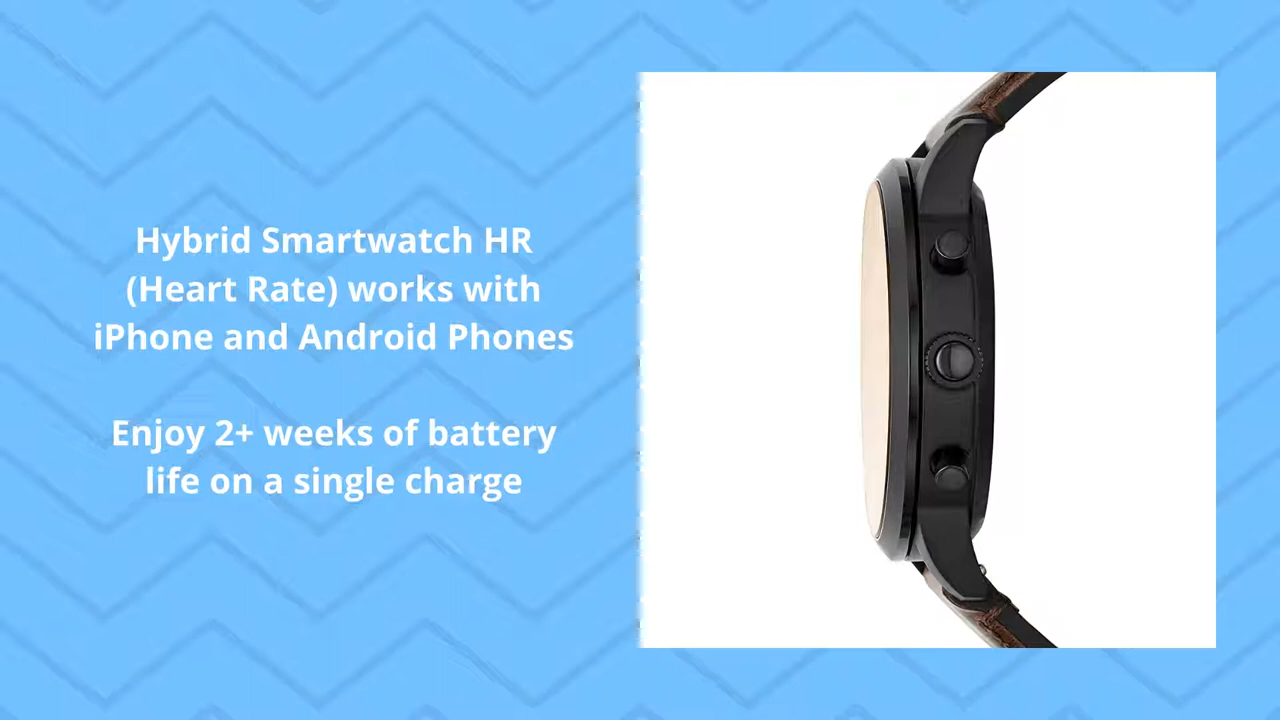 Hybrid Smartwatch HR
(Heart Rate) works with
iPhone and Android Phones
Enjoy 2+ weeks of battery
life on a single charge